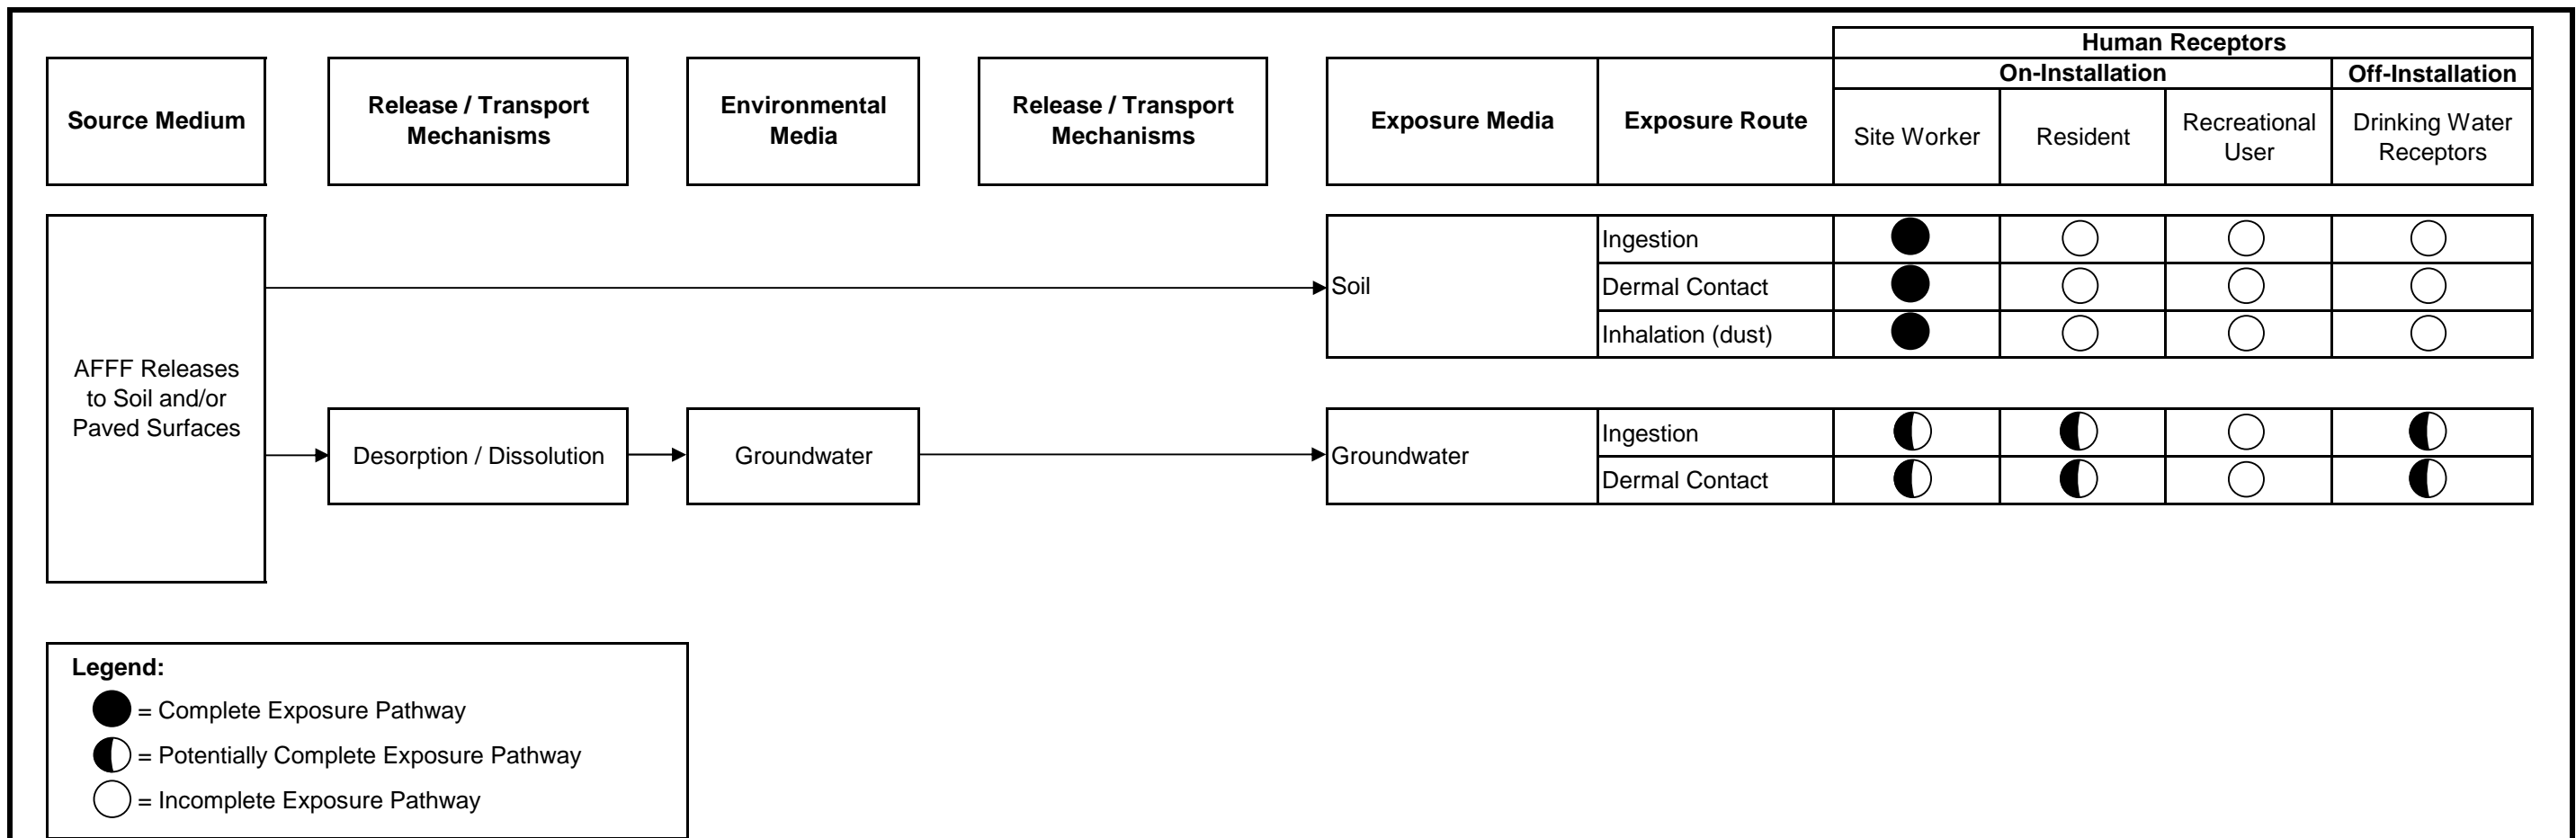 Human Receptors
On-Installation
Off-Installation
Source Medium
Release / Transport
Mechanisms
Environmental
Media
Release / Transport
Mechanisms
Exposure Media
Exposure Route
Site Worker
Resident
Recreational
User
Drinking Water
Receptors
AFFF Releases
to Soil and/or
Paved Surfaces
Soil
Ingestion
Dermal Contact
Inhalation (dust)
Desorption / Dissolution
Groundwater
Groundwater
Ingestion
Dermal Contact
Legend:
= Complete Exposure Pathway
= Potentially Complete Exposure Pathway
= Incomplete Exposure Pathway